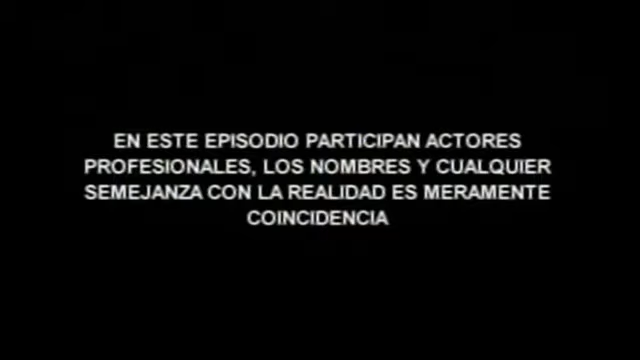 EN ESTE EPISODIO PARTICIPAN ACTORES
PROFESIONALES, LOS NOMBRES Y CUALQUIER
SEMEJANZA CON LA REALIDAD ES MERAMENTE
COINCIDENCIA